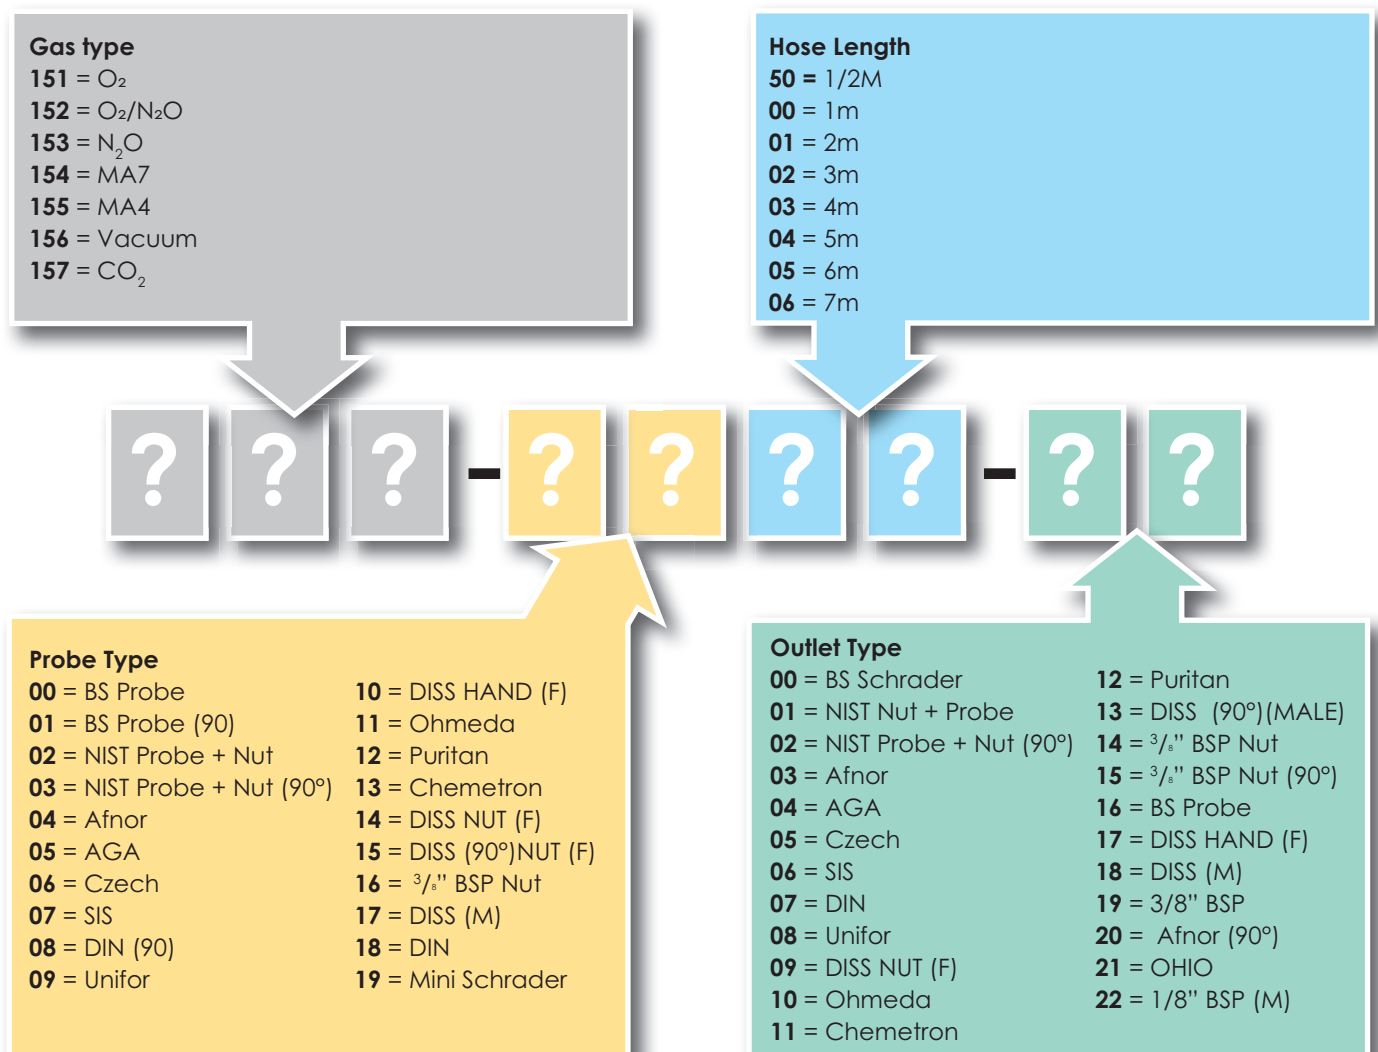 Gas type
151 = O₂
152 = O₂/N₂O
153 = N₂O
154 = MA7
155 = MA4
156 = Vacuum
157 = CO₂
Hose Length
50 = 1/2M
00 = 1m
01 = 2m
02 = 3m
03 = 4m
04 = 5m
05 = 6m
06 = 7m
? ? ? - ? ? ? ? - ? ?
Probe Type
00 = BS Probe
01 = BS Probe (90)
02 = NIST Probe + Nut
03 = NIST Probe + Nut (90°)
04 = Afnor
05 = AGA
06 = Czech
07 = SIS
08 = DIN (90)
09 = Unifor
10 = DISS HAND (F)
11 = Ohmeda
12 = Puritan
13 = Chemetron
14 = DISS NUT (F)
15 = DISS (90°)NUT (F)
16 = ³/₈” BSP Nut
17 = DISS (M)
18 = DIN
19 = Mini Schrader
Outlet Type
00 = BS Schrader
01 = NIST Nut + Probe
02 = NIST Probe + Nut (90°)
03 = Afnor
04 = AGA
05 = Czech
06 = SIS
07 = DIN
08 = Unifor
09 = DISS NUT (F)
10 = Ohmeda
11 = Chemetron
12 = Puritan
13 = DISS (90°)(MALE)
14 = ³/₈” BSP Nut
15 = ³/₈” BSP Nut (90°)
16 = BS Probe
17 = DISS HAND (F)
18 = DISS (M)
19 = 3/8” BSP
20 = Afnor (90°)
21 = OHIO
22 = 1/8” BSP (M)